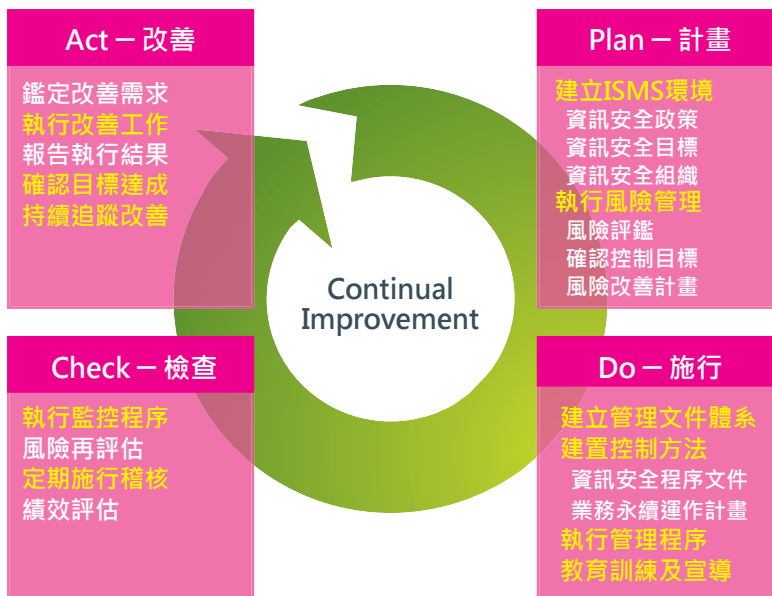 Act － 改善
鑑定改善需求
執行改善工作
報告執行結果
確認目標達成
持續追蹤改善
Plan － 計畫
建立ISMS環境
資訊安全政策
資訊安全目標
資訊安全組織
執行風險管理
風險評鑑
確認控制目標
風險改善計畫
Continual
Improvement
Check － 檢查
執行監控程序
風險再評估
定期施行稽核
績效評估
Do － 施行
建立管理文件體系
建置控制方法
資訊安全程序文件
業務永續運作計畫
執行管理程序
教育訓練及宣導